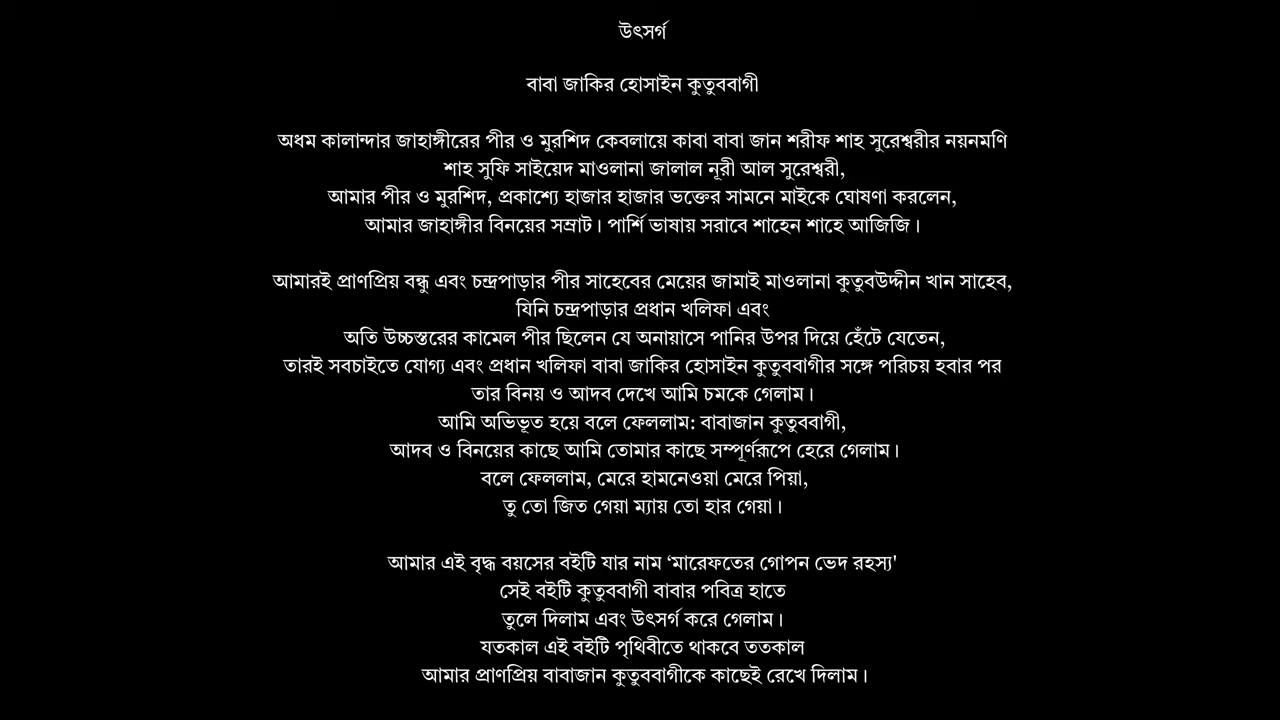 উৎসর্গ
বাবা জাকির হোসাইন কুতুববাগী
অধম কালান্দার জাহাঙ্গীরের পীর ও মুরশিদ কেবলায়ে কাবা বাবা জান শরীফ শাহ সুরেশ্বরীর নয়নমণি
শাহ সুফি সাইয়েদ মাওলানা জালাল নূরী আল সুরেশ্বরী,
আমার পীর ও মুরশিদ, প্রকাশ্যে হাজার হাজার ভক্তের সামনে মাইকে ঘোষণা করলেন,
আমার জাহাঙ্গীর বিনয়ের সম্রাট। পার্শি ভাষায় সরাবে শাহেন শাহে আজিজি।
আমারই প্রাণপ্রিয় বন্ধু এবং চন্দ্রপাড়ার পীর সাহেবের মেয়ের জামাই মাওলানা কুতুবউদ্দীন খান সাহেব,
যিনি চন্দ্রপাড়ার প্রধান খলিফা এবং
অতি উচ্চস্তরের কামেল পীর ছিলেন যে অনায়াসে পানির উপর দিয়ে হেঁটে যেতেন,
তারই সবচাইতে যোগ্য এবং প্রধান খলিফা বাবা জাকির হোসাইন কুতুববাগীর সঙ্গে পরিচয় হবার পর
তার বিনয় ও আদব দেখে আমি চমকে গেলাম।
আমি অভিভূত হয়ে বলে ফেললাম: বাবাজান কুতুববাগী,
আদব ও বিনয়ের কাছে আমি তোমার কাছে সম্পূর্ণরূপে হেরে গেলাম।
বলে ফেললাম, মেরে হামনেওয়া মেরে পিয়া,
তু তো জিত গেয়া ম্যায় তো হার গেয়া।
আমার এই বৃদ্ধ বয়সের বইটি যার নাম ‘মারেফতের গোপন ভেদ রহস্য'
সেই বইটি কুতুববাগী বাবার পবিত্র হাতে
তুলে দিলাম এবং উৎসর্গ করে গেলাম।
যতকাল এই বইটি পৃথিবীতে থাকবে ততকাল
আমার প্রাণপ্রিয় বাবাজান কুতুববাগীকে কাছেই রেখে দিলাম।